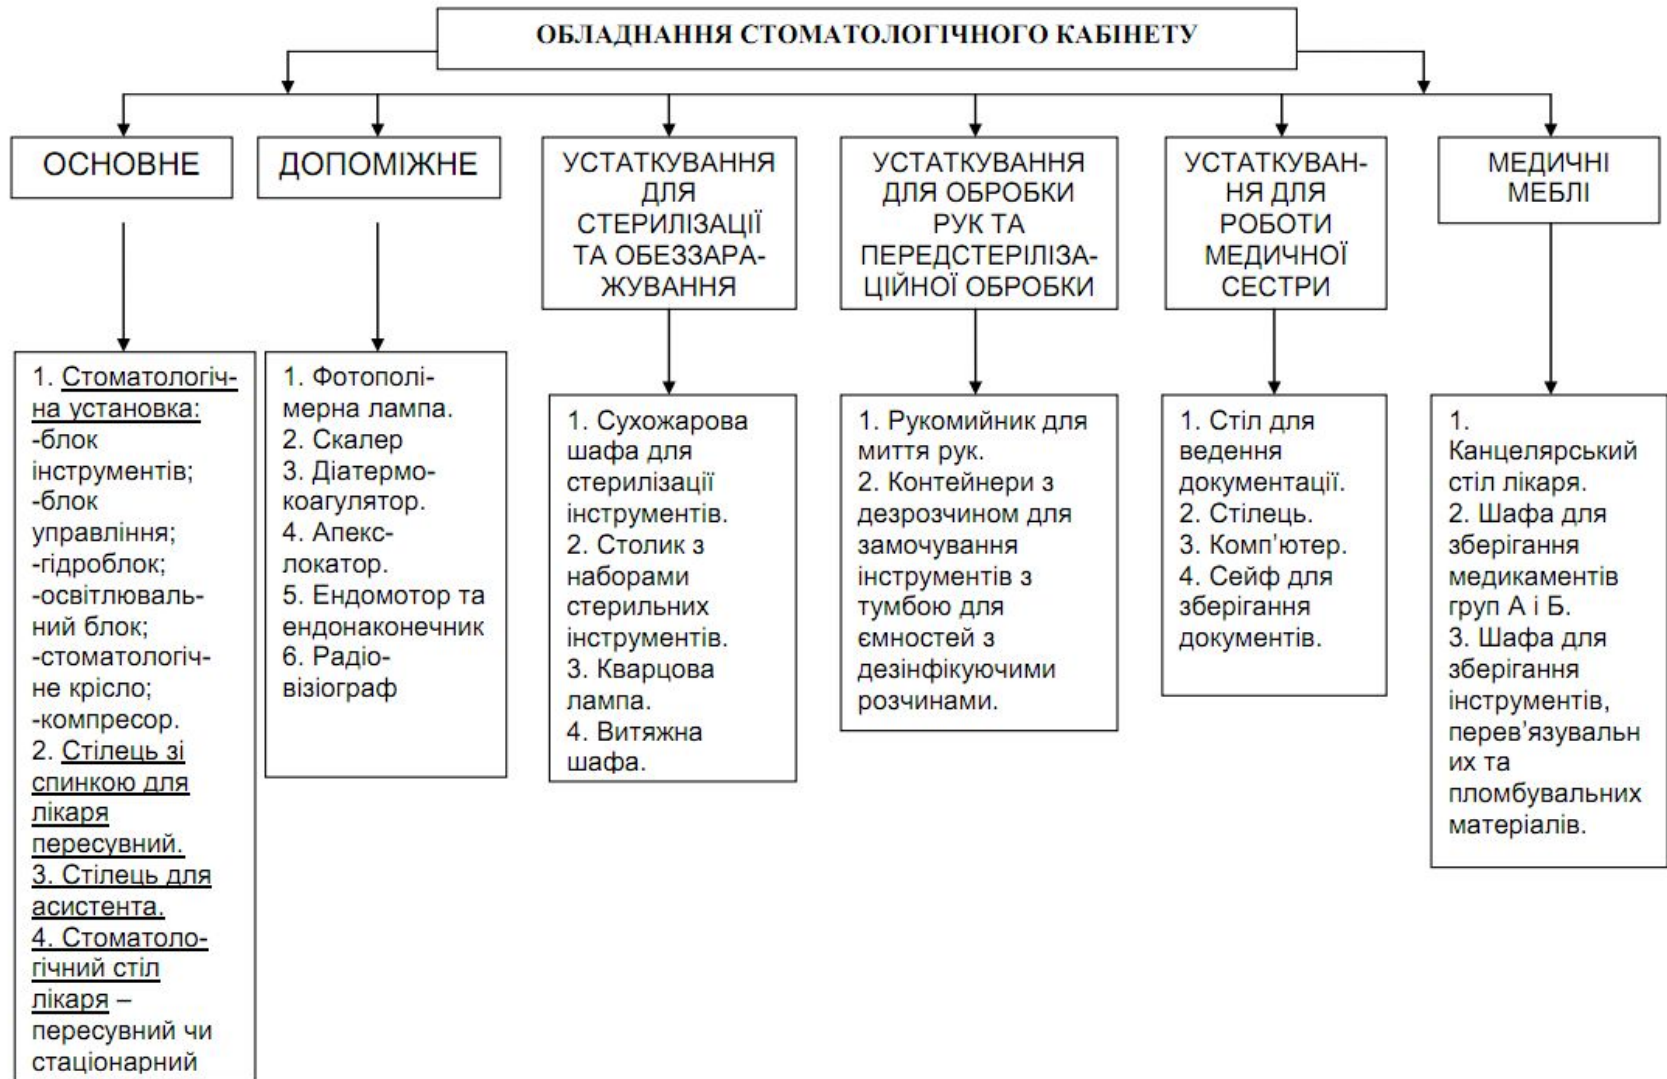 ОБЛАДНАННЯ СТОМАТОЛОГІЧНОГО КАБІНЕТУ
ОСНОВНЕ
ДОПОМІЖНЕ
УСТАТКУВАННЯ
ДЛЯ
СТЕРИЛІЗАЦІЇ
ТА ОБЕЗЗАРА-
ЖУВАННЯ
УСТАТКУВАННЯ
ДЛЯ ОБРОБКИ
РУК ТА
ПЕРЕДСТЕРІЛІЗА-
ЦІЙНОЇ ОБРОБКИ
УСТАТКУВАН-
НЯ ДЛЯ
РОБОТИ
МЕДИЧНОЇ
СЕСТРИ
МЕДИЧНІ
МЕБЛІ
1. Стоматологіч-
на установка:
-блок
інструментів;
-блок
управління;
-гідроблок;
-освітлюваль-
ний блок;
-стоматологіч-
не крісло;
-компресор.
2. Стілець зі
спинкою для
лікаря
пересувний.
3. Стілець для
асистента.
4. Стоматоло-
гічний стіл
лікаря –
пересувний чи
стаціонарний
1. Фотополі-
мерна лампа.
2. Скалер
3. Діатермо-
коагулятор.
4. Апекс-
локатор.
5. Ендомотор та
ендонаконечник
6. Радіо-
візіограф
1. Сухожарова
шафа для
стерилізації
інструментів.
2. Столик з
наборами
стерильних
інструментів.
3. Кварцова
лампа.
4. Витяжна
шафа.
1. Рукомийник для
миття рук.
2. Контейнери з
дезрозчином для
замочування
інструментів з
тумбою для
ємностей з
дезінфікуючими
розчинами.
1. Стіл для
ведення
документації.
2. Стілець.
3. Комп’ютер.
4. Сейф для
зберігання
документів.
1.
Канцелярський
стіл лікаря.
2. Шафа для
зберігання
медикаментів
груп А і Б.
3. Шафа для
зберігання
інструментів,
перев’язувальн
их та
пломбувальних
матеріалів.